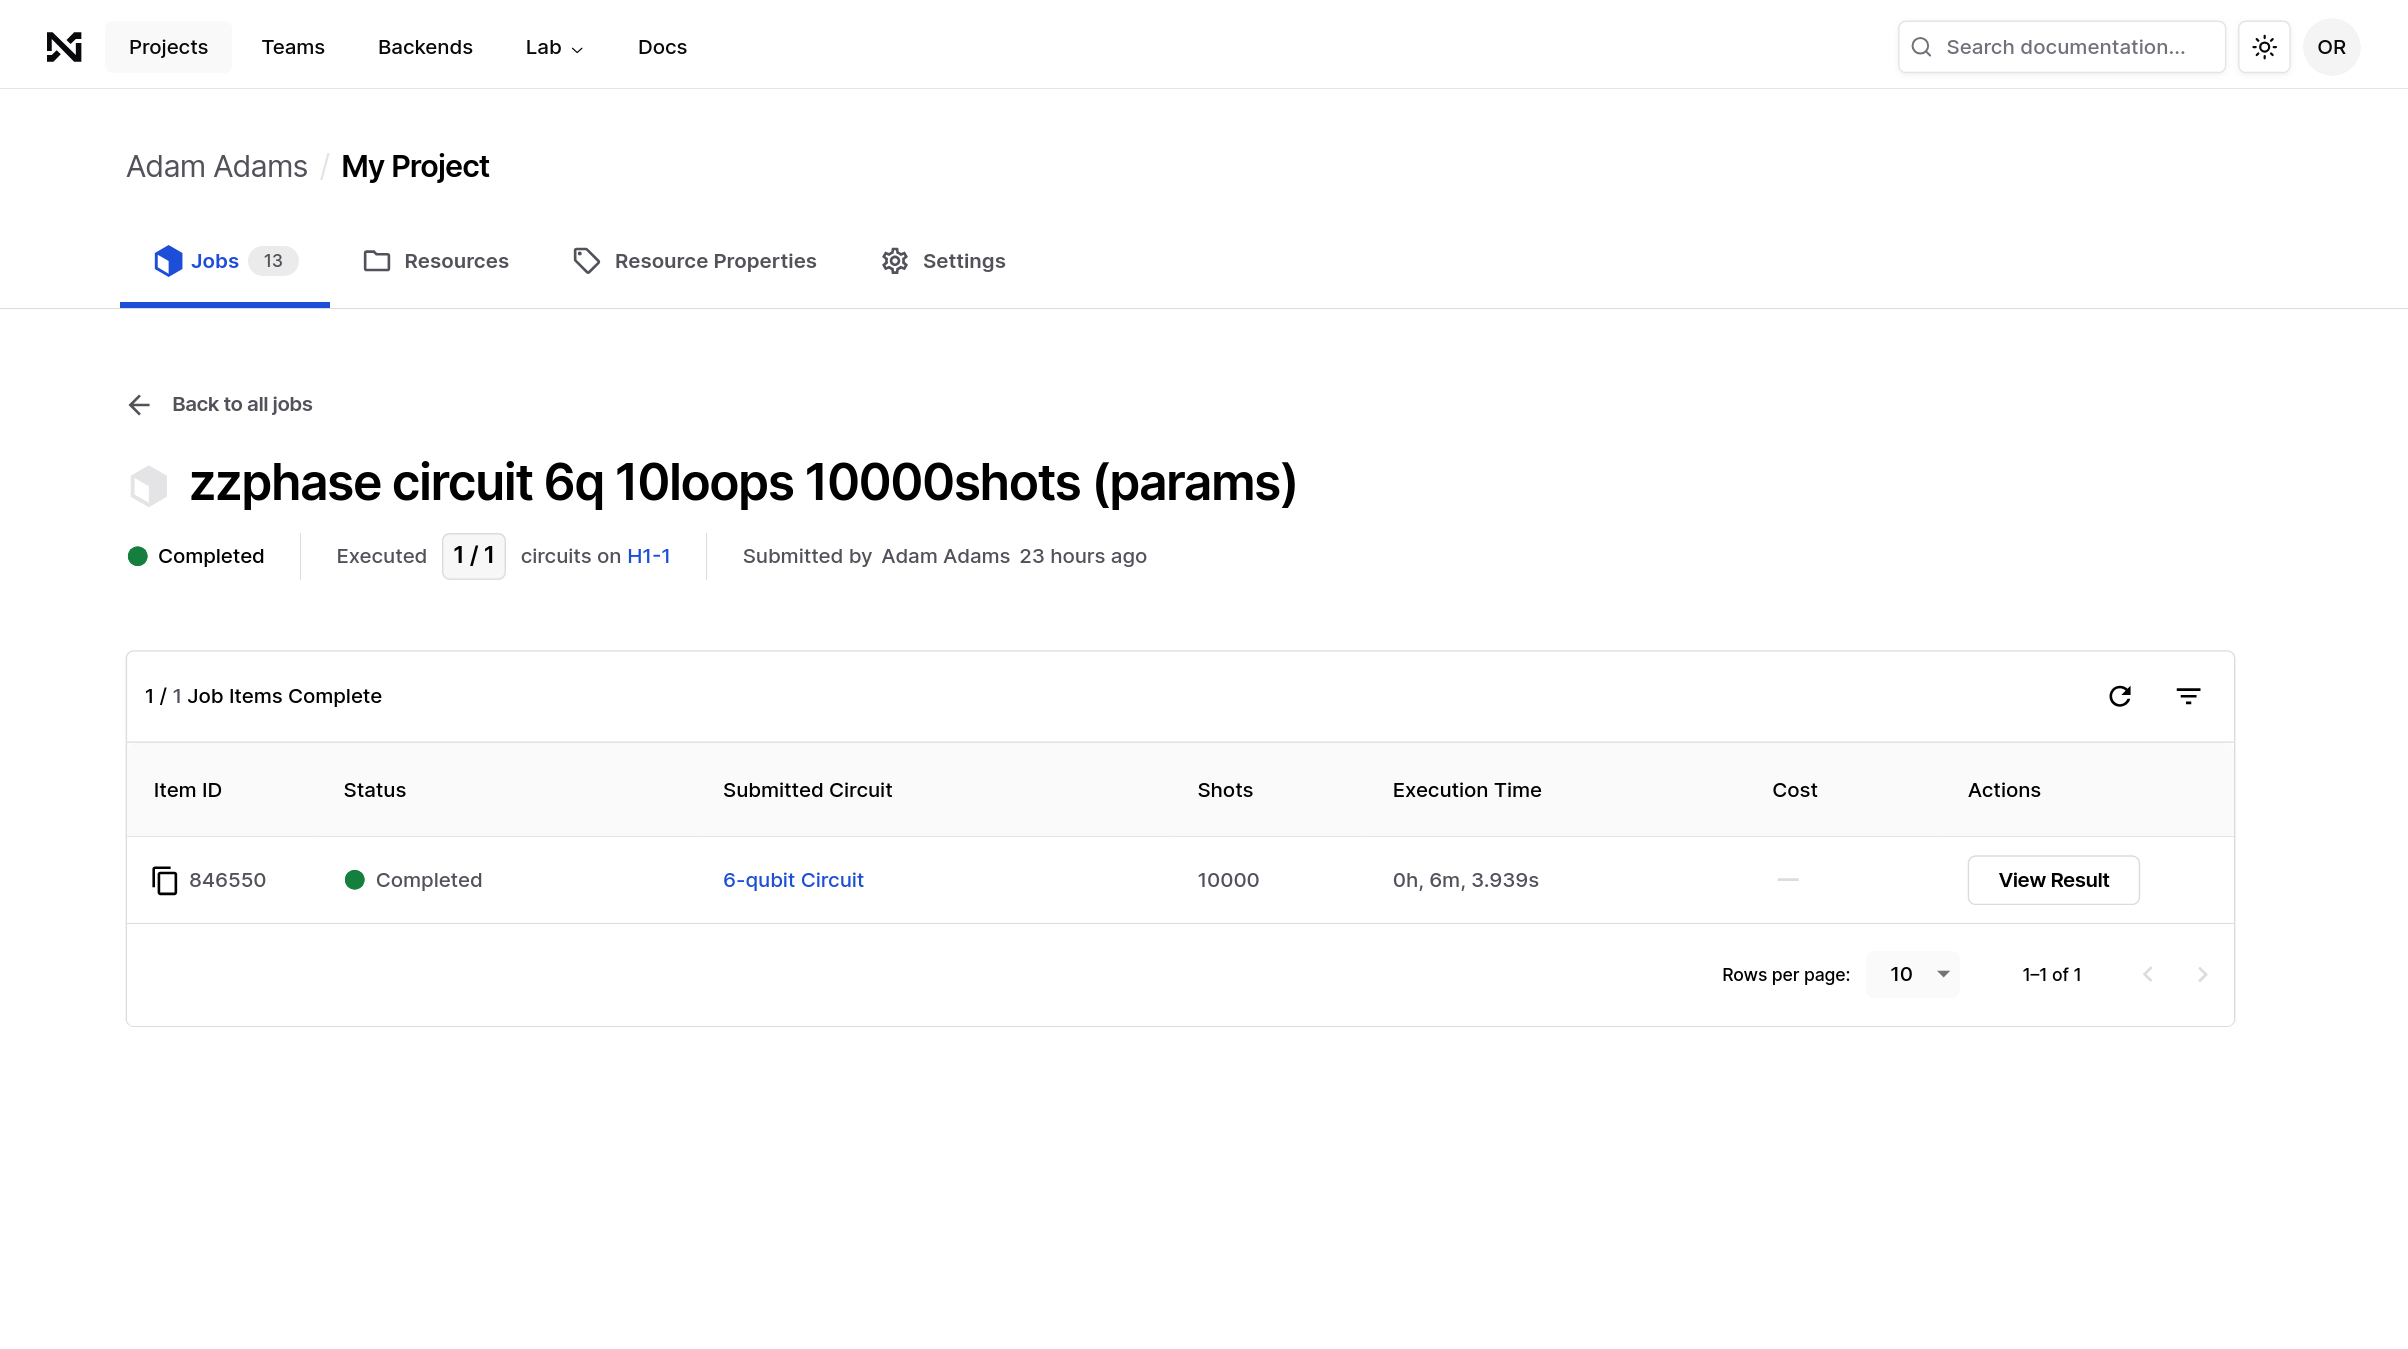 Projects Teams Backends Lab Docs Search documentation... OR
Adam Adams / My Project
Jobs 13 Resources Resource Properties Settings
Back to all jobs
zzphase circuit 6q 10loops 10000shots (params)
Completed Executed 1 / 1 circuits on H1-1 Submitted by Adam Adams 23 hours ago
1 / 1 Job Items Complete
Item ID Status Submitted Circuit Shots Execution Time Cost Actions
846550 Completed 6-qubit Circuit 10000 0h, 6m, 3.939s — View Result
Rows per page: 10 1–1 of 1